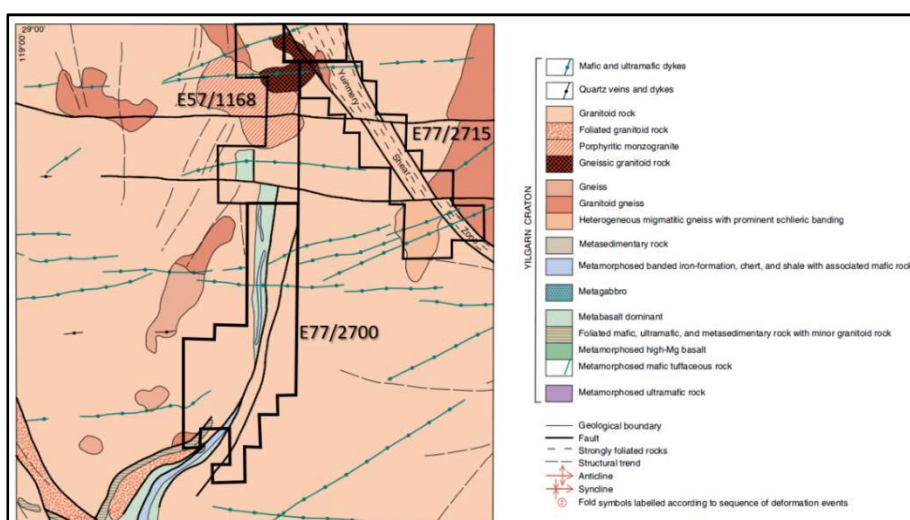 29°00'
119°00'
E57/1168
E77/2715
Yuinmery
Shear
Zone
E77/2700
YILGARN CRATON
Mafic and ultramafic dykes
Quartz veins and dykes
Granitoid rock
Foliated granitoid rock
Porphyritic monzogranite
Gneissic granitoid rock
Gneiss
Granitoid gneiss
Heterogeneous migmatitic gneiss with prominent schlieric banding
Metasedimentary rock
Metamorphosed banded iron-formation, chert, and shale with associated mafic rock
Metagabbro
Metabasalt dominant
Foliated mafic, ultramafic, and metasedimentary rock with minor granitoid rock
Metamorphosed high-Mg basalt
Metamorphosed mafic tuffaceous rock
Metamorphosed ultramafic rock
Geological boundary
Fault
Strongly foliated rocks
Structural trend
Anticline
Syncline
Fold symbols labelled according to sequence of deformation events